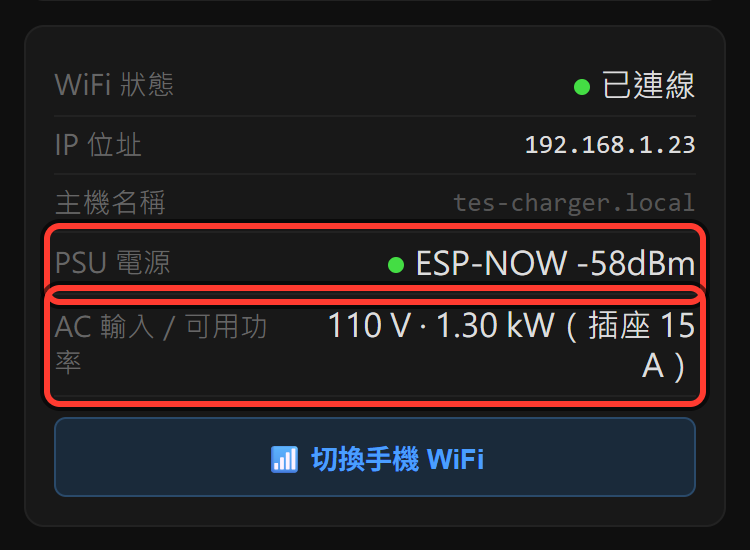 WiFi 狀態 已連線
IP 位址 192.168.1.23
主機名稱 tes-charger.local
PSU 電源 ESP-NOW -58dBm
AC 輸入 / 可用功率 110 V · 1.30 kW（插座 15 A）
切換手機 WiFi